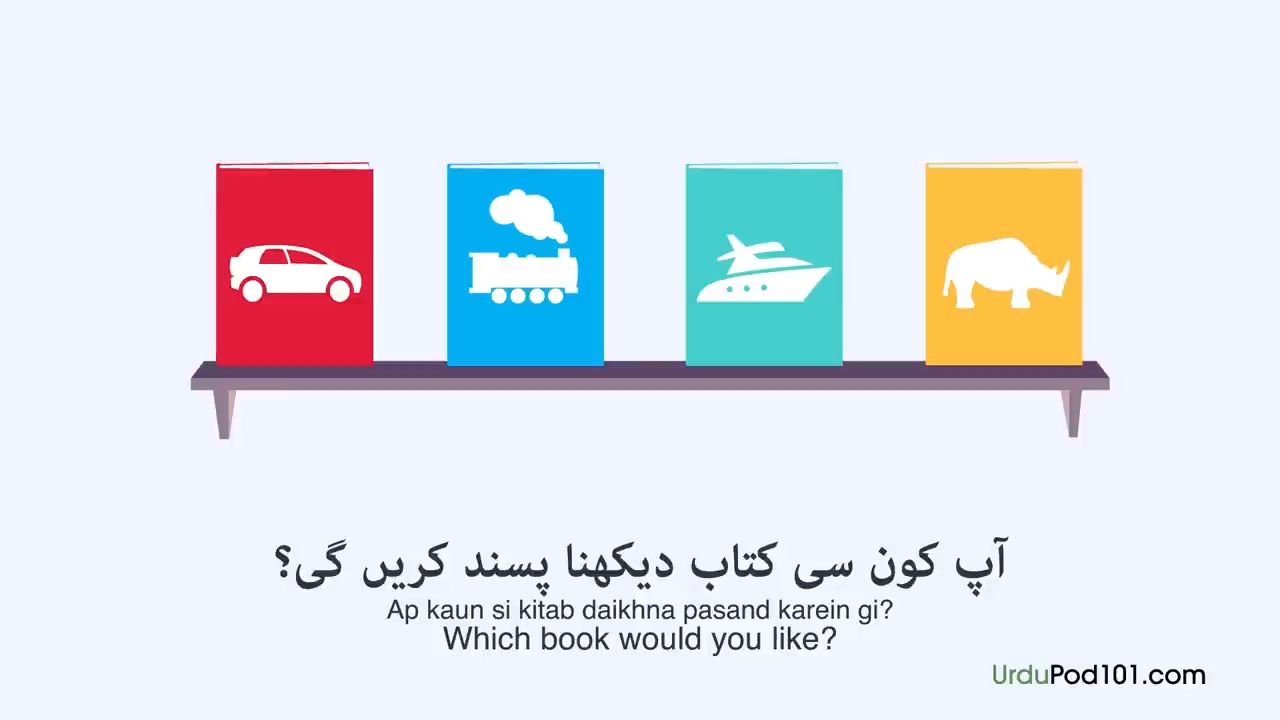 آپ کون سی کتاب دیکھنا پسند کریں گی؟
Ap kaun si kitab daikhna pasand karein gi?
Which book would you like?
UrduPod101.com